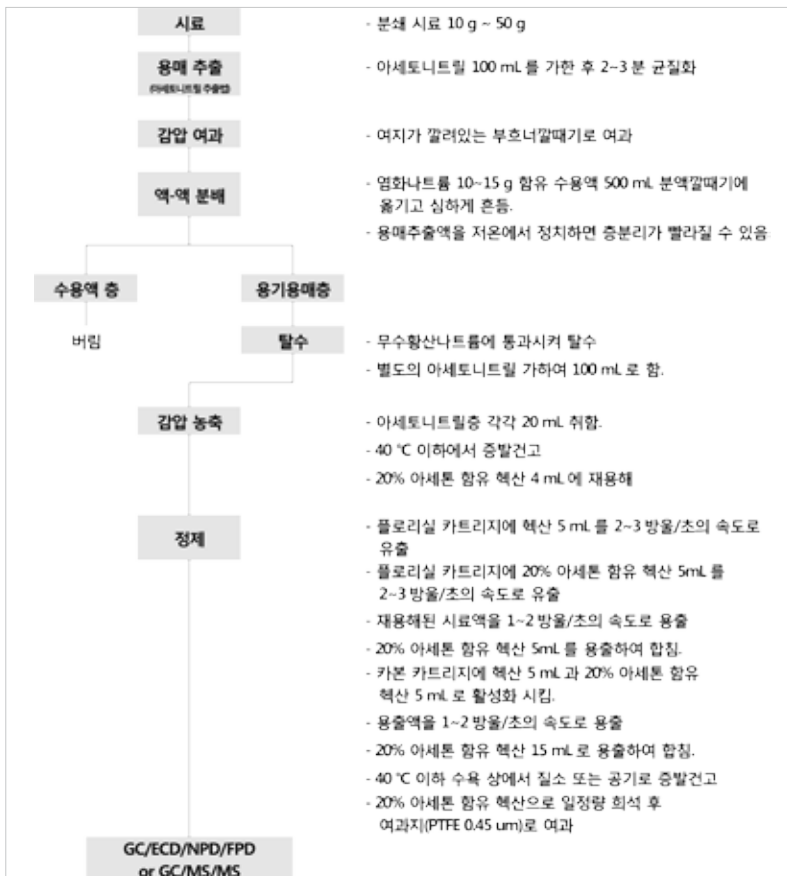 시료
- 분쇄 시료 10 g ~ 50 g
용매 추출
(아세토니트릴 추출법)
- 아세토니트릴 100 mL 를 가한 후 2~3 분 균질화
감압 여과
- 여지가 깔려있는 부흐너깔때기로 여과
액-액 분배
- 염화나트륨 10~15 g 함유 수용액 500 mL 분액깔때기에
옮기고 심하게 흔듬.
- 용매추출액을 저온에서 정치하면 층분리가 빨라질 수 있음
수용액 층
용기용매층
버림
탈수
- 무수황산나트륨에 통과시켜 탈수
- 별도의 아세토니트릴 가하여 100 mL 로 함.
감압 농축
- 아세토니트릴층 각각 20 mL 취함.
- 40 ℃ 이하에서 증발건고
- 20% 아세톤 함유 헥산 4 mL 에 재용해
정제
- 플로리실 카트리지에 헥산 5 mL 를 2~3 방울/초의 속도로
유출
- 플로리실 카트리지에 20% 아세톤 함유 헥산 5mL 를
2~3 방울/초의 속도로 유출
- 재용해된 시료액을 1~2 방울/초의 속도로 용출
- 20% 아세톤 함유 헥산 5mL 를 용출하여 합침.
- 카본 카트리지에 헥산 5 mL 과 20% 아세톤 함유
헥산 5 mL 로 활성화 시킴.
- 용출액을 1~2 방울/초의 속도로 용출
- 20% 아세톤 함유 헥산 15 mL 로 용출하여 합침.
- 40 ℃ 이하 수욕 상에서 질소 또는 공기로 증발건고
- 20% 아세톤 함유 헥산으로 일정량 희석 후
여과지(PTFE 0.45 um)로 여과
GC/ECD/NPD/FPD
or GC/MS/MS